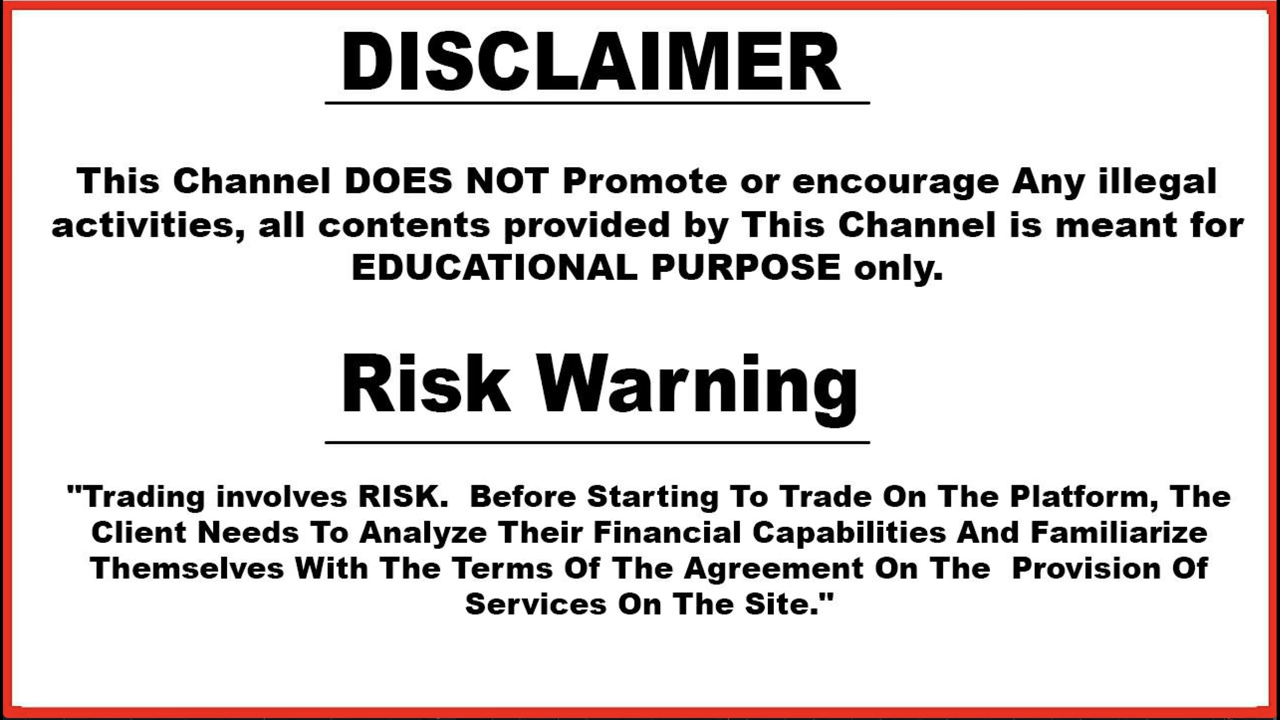 DISCLAIMER
This Channel DOES NOT Promote or encourage Any illegal
activities, all contents provided by This Channel is meant for
EDUCATIONAL PURPOSE only.
Risk Warning
"Trading involves RISK.  Before Starting To Trade On The Platform, The
Client Needs To Analyze Their Financial Capabilities And Familiarize
Themselves With The Terms Of The Agreement On The  Provision Of
Services On The Site."